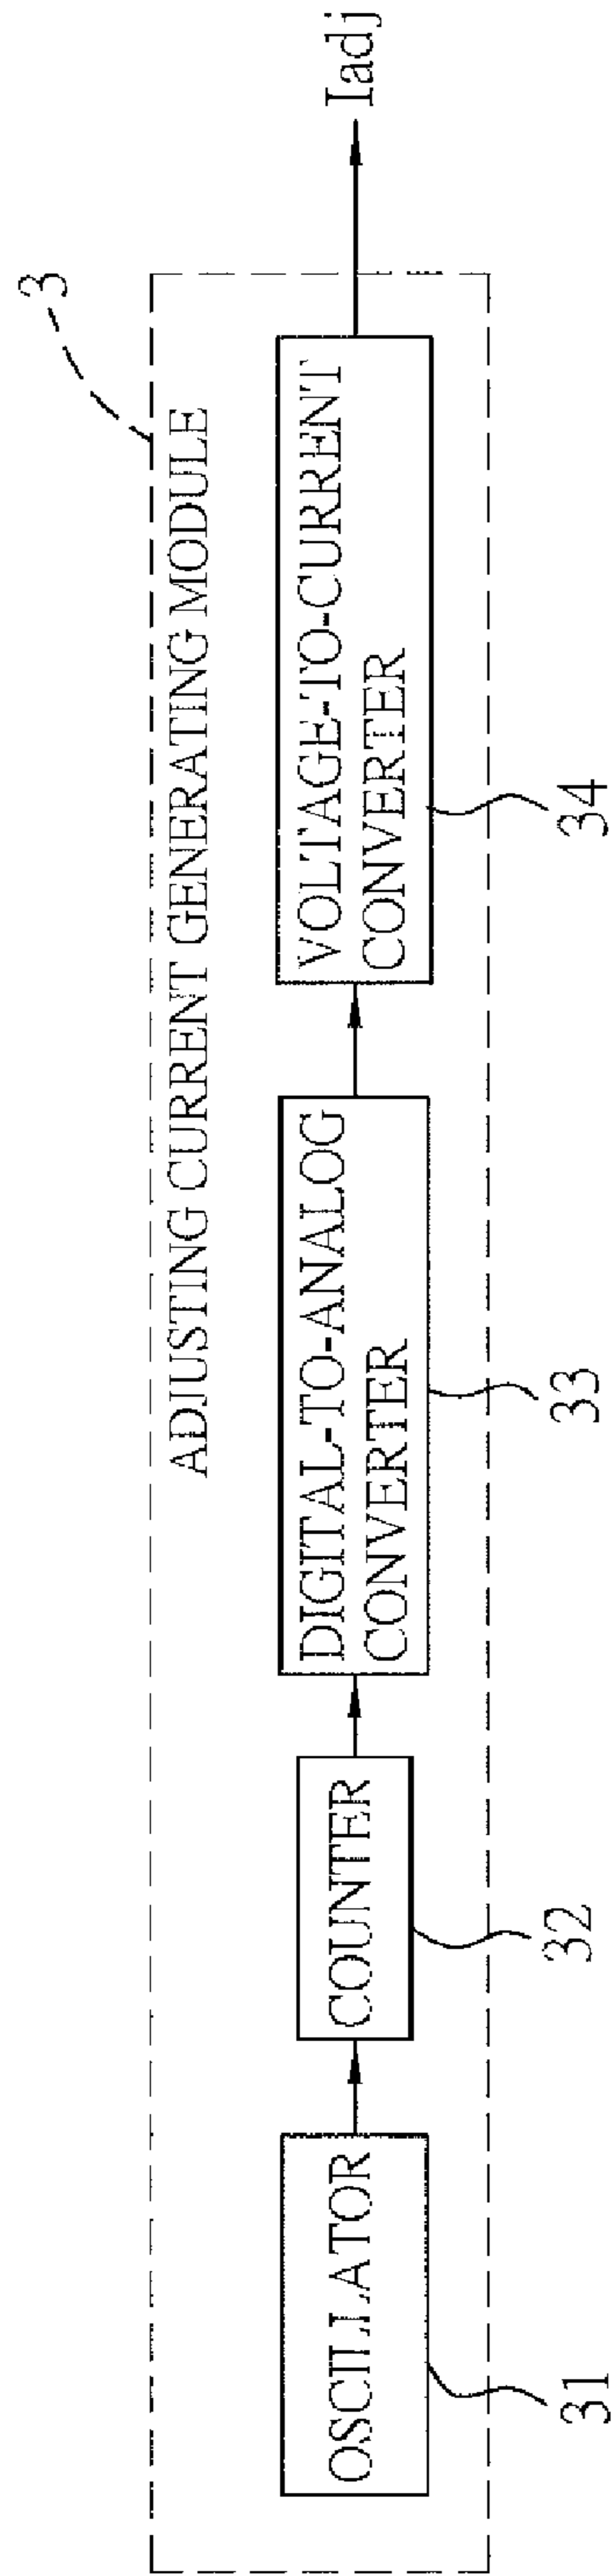 3
ADJUSTING CURRENT GENERATING MODULE
OSCILLATOR
COUNTER
DIGITAL-TO-ANALOG
CONVERTER
VOLTAGE-TO-CURRENT
CONVERTER
Iadj
31
32
33
34